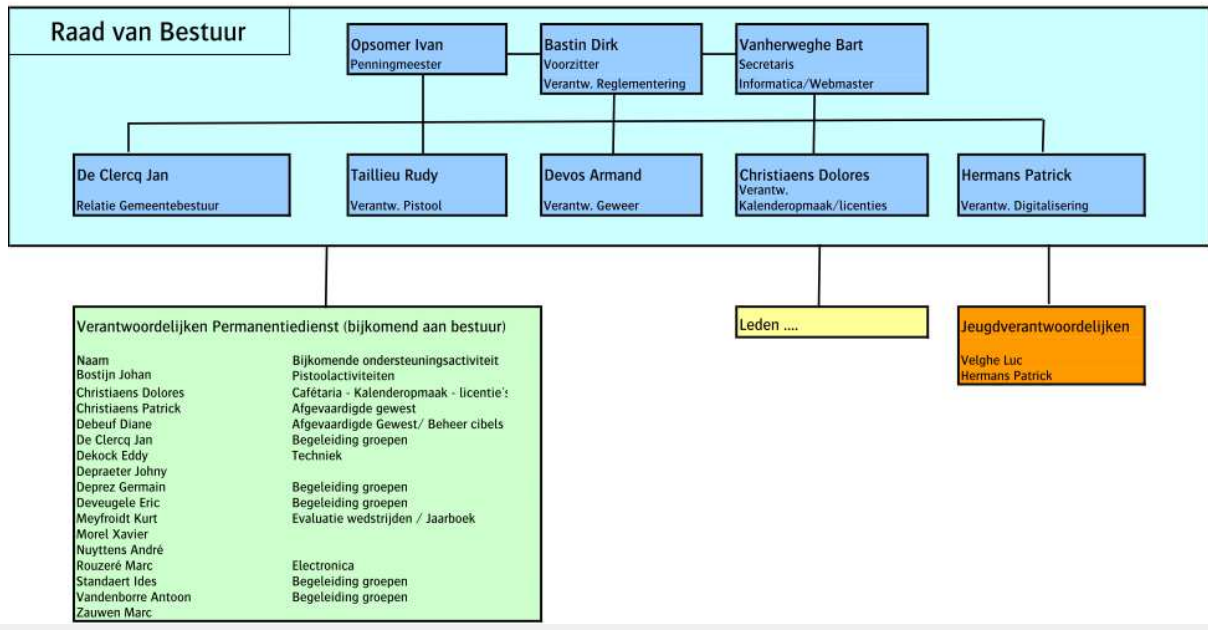 Raad van Bestuur
Opsomer Ivan
Penningmeester
Bastin Dirk
Voorzitter
Verantw. Reglementering
Vanherweghe Bart
Secretaris
Informatica/Webmaster
De Clercq Jan
Relatie Gemeentebestuur
Taillieu Rudy
Verantw. Pistool
Devos Armand
Verantw. Geweer
Christiaens Dolores
Verantw.
Kalenderopmaak/licenties
Hermans Patrick
Verantw. Digitalisering
Verantwoordelijken Permanentiedienst (bijkomend aan bestuur)
Naam Bijkomende ondersteuningsactiviteit
Bostijn Johan Pistoolactiviteiten
Christiaens Dolores Cafétaria - Kalenderopmaak - licentie's
Christiaens Patrick Afgevaardigde gewest
Debeuf Diane Afgevaardigde Gewest/ Beheer cibels
De Clercq Jan Begeleiding groepen
Dekock Eddy Techniek
Depraeter Johny
Deprez Germain Begeleiding groepen
Deveugele Eric Begeleiding groepen
Meyfroidt Kurt Evaluatie wedstrijden / Jaarboek
Morel Xavier
Nuyttens André
Rouzeré Marc Electronica
Standaert Ides Begeleiding groepen
Vandenborre Antoon Begeleiding groepen
Zauwen Marc
Leden ....
Jeugdverantwoordelijken
Velghe Luc
Hermans Patrick